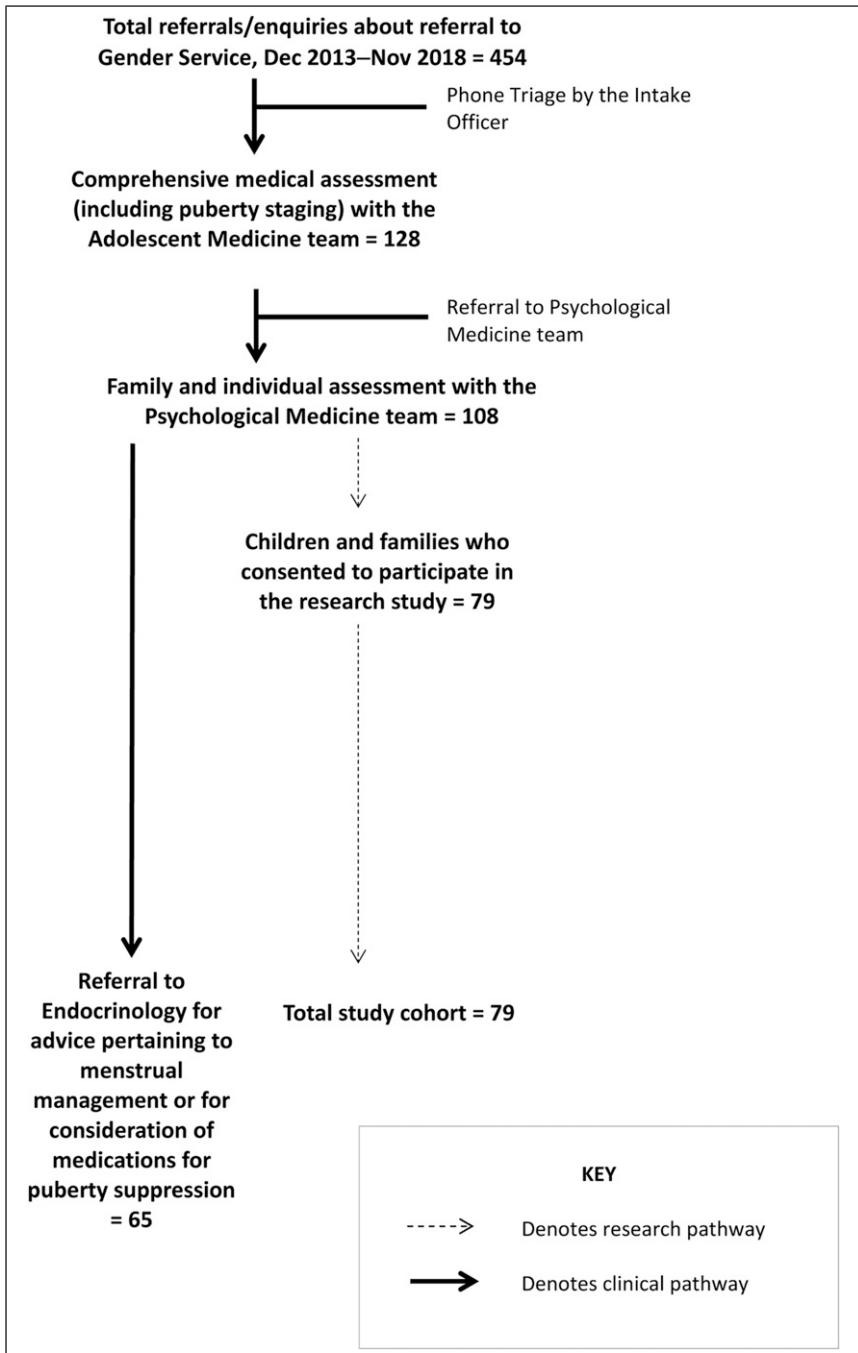 Total referrals/enquiries about referral to
Gender Service, Dec 2013–Nov 2018 = 454
Phone Triage by the Intake
Officer
Comprehensive medical assessment
(including puberty staging) with the
Adolescent Medicine team = 128
Referral to Psychological
Medicine team
Family and individual assessment with the
Psychological Medicine team = 108
Children and families who
consented to participate in
the research study = 79
Referral to
Endocrinology for
advice pertaining to
menstrual
management or for
consideration of
medications for
puberty suppression
= 65
Total study cohort = 79
KEY
Denotes research pathway
Denotes clinical pathway